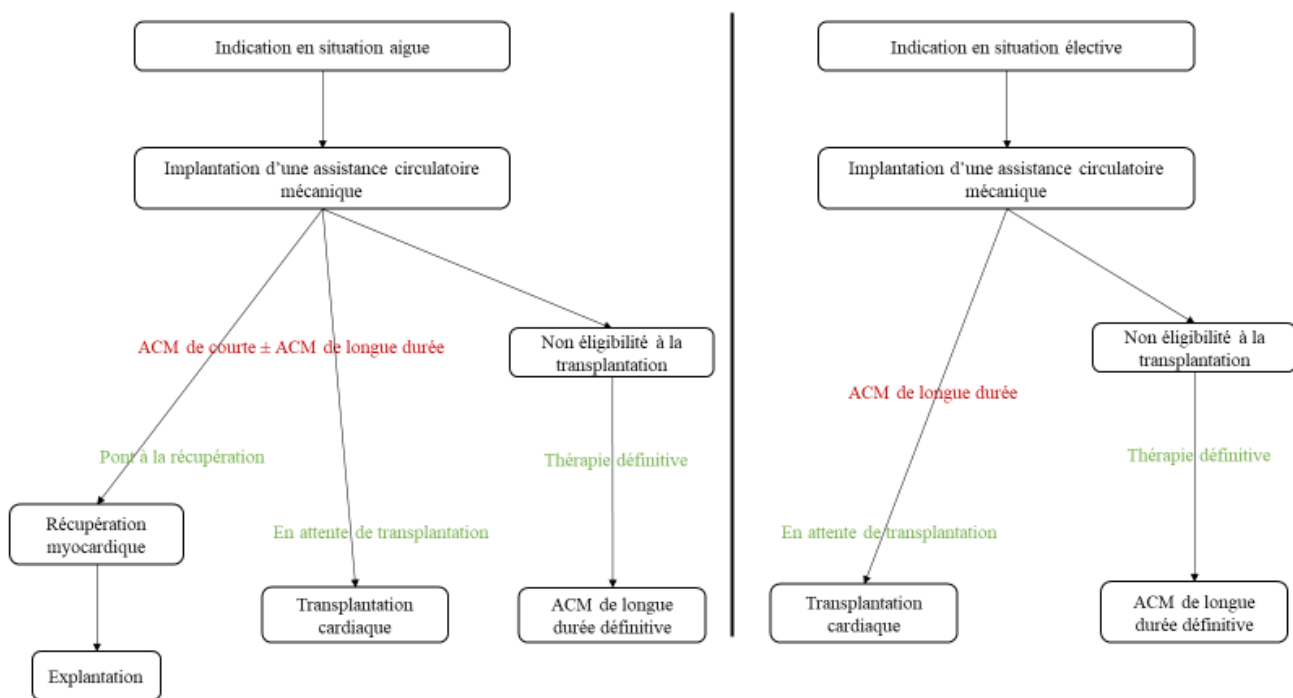 Indication en situation aigue
Implantation d'une assistance circulatoire
mécanique
ACM de courte ± ACM de longue durée
Non éligibilité à la
transplantation
Pont à la récupération
Thérapie définitive
Récupération
myocardique
En attente de transplantation
Transplantation
cardiaque
ACM de longue
durée définitive
Explantation
Indication en situation élective
Implantation d'une assistance circulatoire
mécanique
Non éligibilité à la
transplantation
ACM de longue durée
Thérapie définitive
En attente de transplantation
Transplantation
cardiaque
ACM de longue
durée définitive